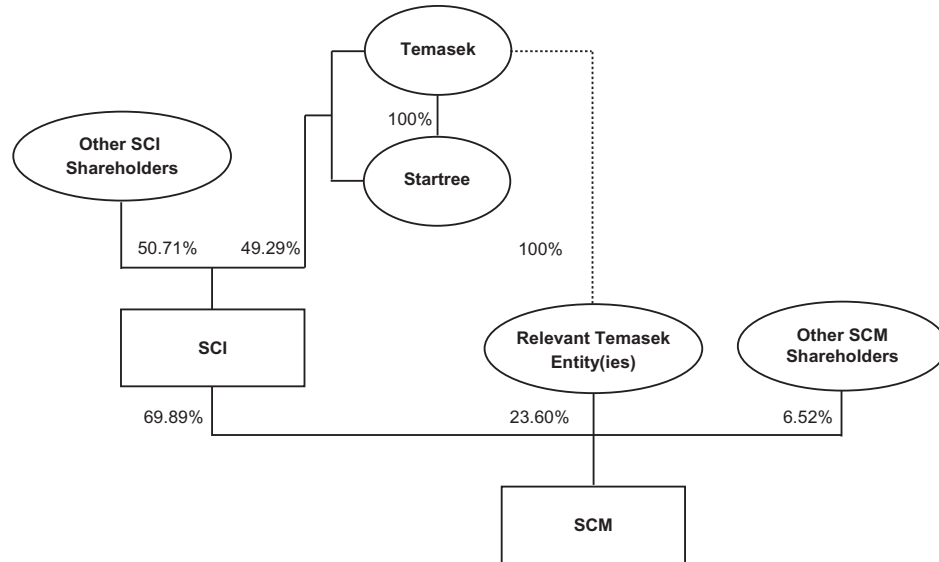 Temasek
100%
Other SCI
Shareholders
Startree
50.71%
49.29%
100%
SCI
Relevant Temasek
Entity(ies)
Other SCM
Shareholders
69.89%
23.60%
6.52%
SCM